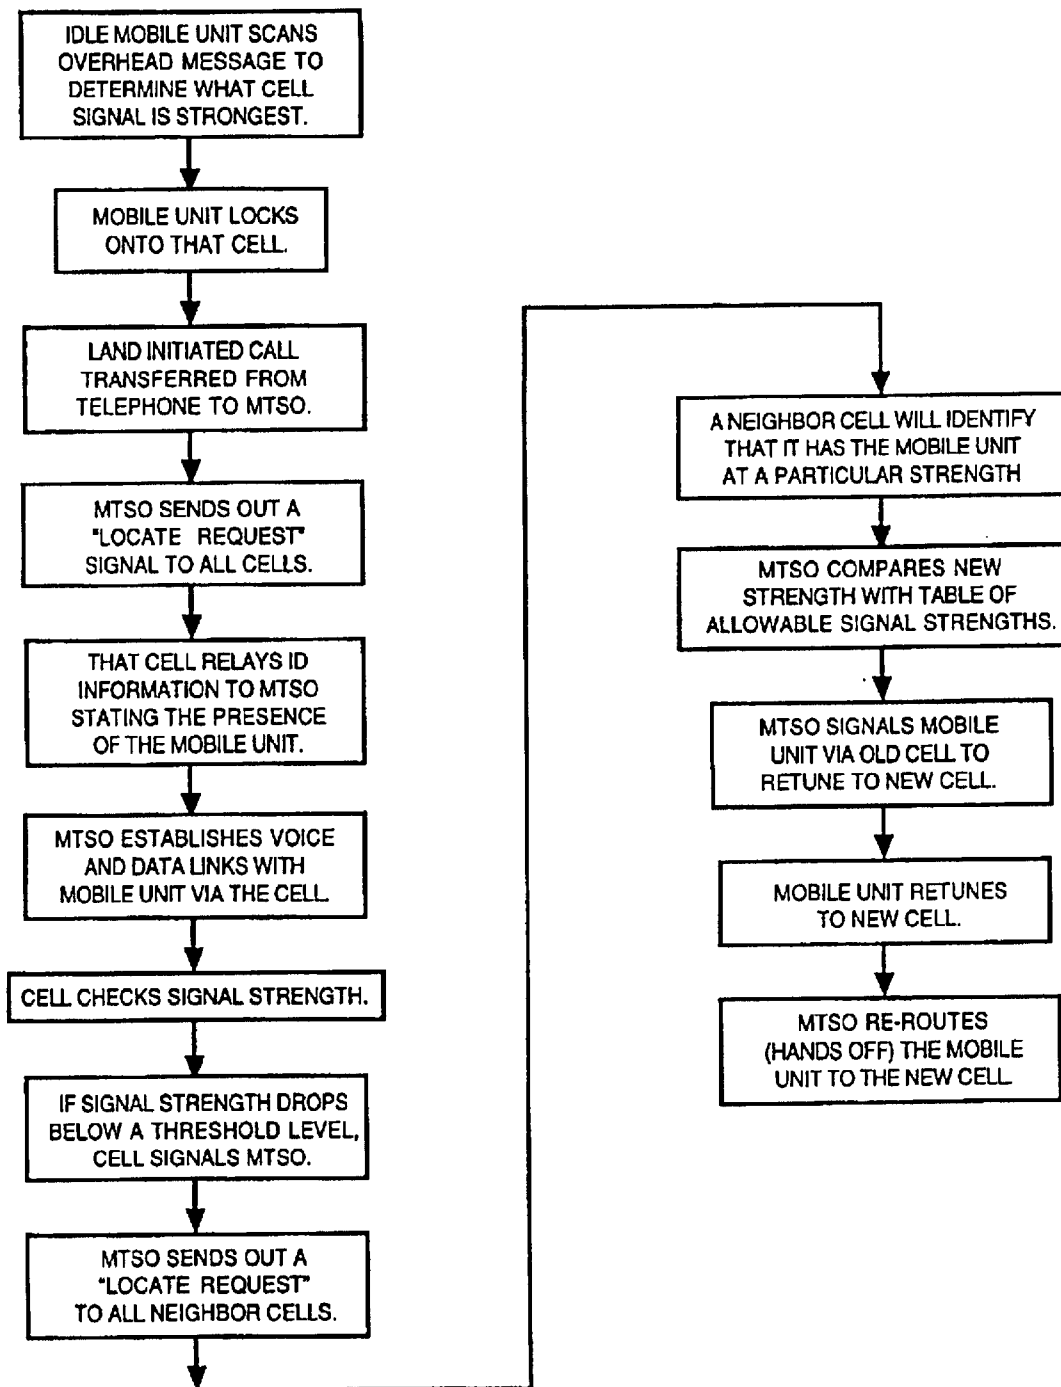 IDLE MOBILE UNIT SCANS
OVERHEAD MESSAGE TO
DETERMINE WHAT CELL
SIGNAL IS STRONGEST.
MOBILE UNIT LOCKS
ONTO THAT CELL.
LAND INITIATED CALL
TRANSFERRED FROM
TELEPHONE TO MTSO.
MTSO SENDS OUT A
"LOCATE REQUEST"
SIGNAL TO ALL CELLS.
THAT CELL RELAYS ID
INFORMATION TO MTSO
STATING THE PRESENCE
OF THE MOBILE UNIT.
MTSO ESTABLISHES VOICE
AND DATA LINKS WITH
MOBILE UNIT VIA THE CELL.
CELL CHECKS SIGNAL STRENGTH.
IF SIGNAL STRENGTH DROPS
BELOW A THRESHOLD LEVEL,
CELL SIGNALS MTSO.
MTSO SENDS OUT A
"LOCATE REQUEST"
TO ALL NEIGHBOR CELLS.
A NEIGHBOR CELL WILL IDENTIFY
THAT IT HAS THE MOBILE UNIT
AT A PARTICULAR STRENGTH
MTSO COMPARES NEW
STRENGTH WITH TABLE OF
ALLOWABLE SIGNAL STRENGTHS.
MTSO SIGNALS MOBILE
UNIT VIA OLD CELL TO
RETUNE TO NEW CELL.
MOBILE UNIT RETUNES
TO NEW CELL.
MTSO RE-ROUTES
(HANDS OFF) THE MOBILE
UNIT TO THE NEW CELL